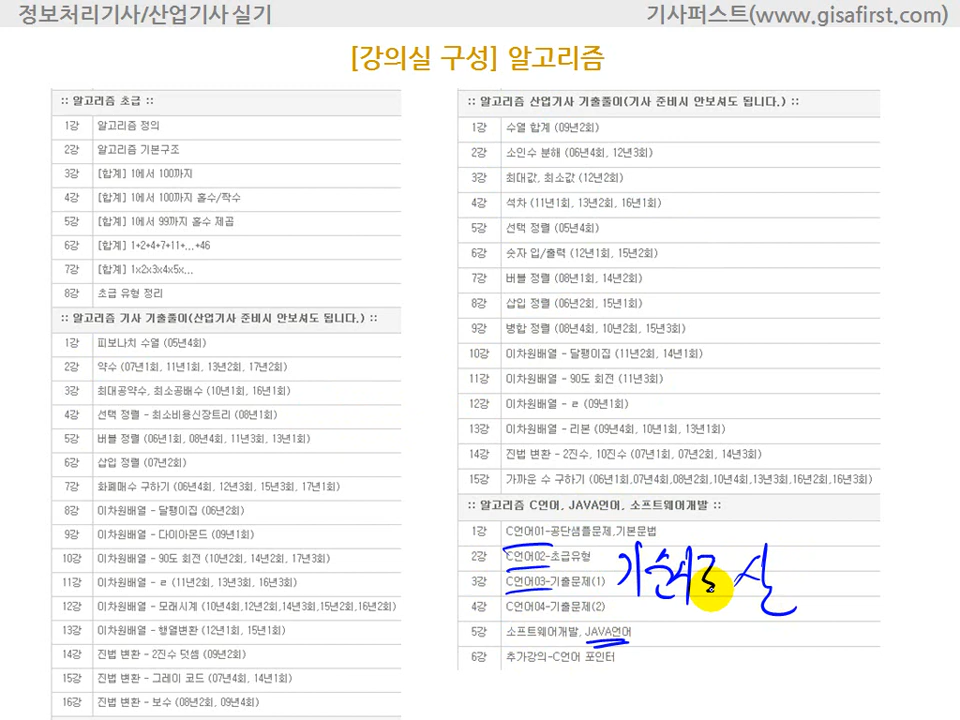 정보처리기사/산업기사 실기
기사퍼스트(www.gisafirst.com)
[강의실 구성] 알고리즘
:: 알고리즘 초급 ::
1강 알고리즘 정의
2강 알고리즘 기본구조
3강 [합계] 1에서 100까지
4강 [합계] 1에서 100까지 홀수/짝수
5강 [합계] 1에서 99까지 홀수 제곱
6강 [합계] 1+2+4+7+11+...+46
7강 [합계] 1x2x3x4x5x...
8강 초급 유형 정리
:: 알고리즘 기사 기출풀이(산업기사 준비시 안보셔도 됩니다.) ::
1강 피보나치 수열 (05년4회)
2강 약수 (07년1회, 11년1회, 13년2회, 17년2회)
3강 최대공약수, 최소공배수 (10년1회, 16년1회)
4강 선택 정렬 - 최소비용신장트리 (08년1회)
5강 버블 정렬 (06년1회, 08년4회, 11년3회, 13년1회)
6강 삽입 정렬 (07년2회)
7강 화폐매수 구하기 (06년4회, 12년3회, 15년3회, 17년1회)
8강 이차원배열 - 달팽이집 (06년2회)
9강 이차원배열 - 다이아몬드 (09년1회)
10강 이차원배열 - 90도 회전 (10년2회, 14년2회, 17년3회)
11강 이차원배열 - ㄹ (11년2회, 13년3회, 16년3회)
12강 이차원배열 - 모래시계 (10년4회,12년2회,14년3회,15년2회,16년2회)
13강 이차원배열 - 행열변환 (12년1회, 15년1회)
14강 진법 변환 - 2진수 덧셈 (09년2회)
15강 진법 변환 - 그레이 코드 (07년4회, 14년1회)
16강 진법 변환 - 보수 (08년2회, 09년4회)
:: 알고리즘 산업기사 기출풀이(기사 준비시 안보셔도 됩니다.) ::
1강 수열 합계 (09년2회)
2강 소인수 분해 (06년4회, 12년3회)
3강 최대값, 최소값 (12년2회)
4강 석차 (11년1회, 13년2회, 16년1회)
5강 선택 정렬 (05년4회)
6강 숫자 입/출력 (12년1회, 15년2회)
7강 버블 정렬 (08년1회, 14년2회)
8강 삽입 정렬 (06년2회, 15년1회)
9강 병합 정렬 (08년4회, 10년2회, 15년3회)
10강 이차원배열 - 달팽이집 (11년2회, 14년1회)
11강 이차원배열 - 90도 회전 (11년3회)
12강 이차원배열 - ㄹ (09년1회)
13강 이차원배열 - 리본 (09년4회, 10년1회, 13년1회)
14강 진법 변환 - 2진수, 10진수 (07년1회, 07년2회, 14년3회)
15강 가까운 수 구하기 (06년1회,07년4회,08년2회,10년4회,13년3회,16년2회,16년3회)
:: 알고리즘 C언어, JAVA언어, 소프트웨어개발 ::
1강 C언어01-공단샘플문제,기본문법
2강 C언어02-초급유형
3강 C언어03-기출문제(1)
4강 C언어04-기출문제(2)
5강 소프트웨어개발, JAVA언어
6강 추가강의-C언어 포인터